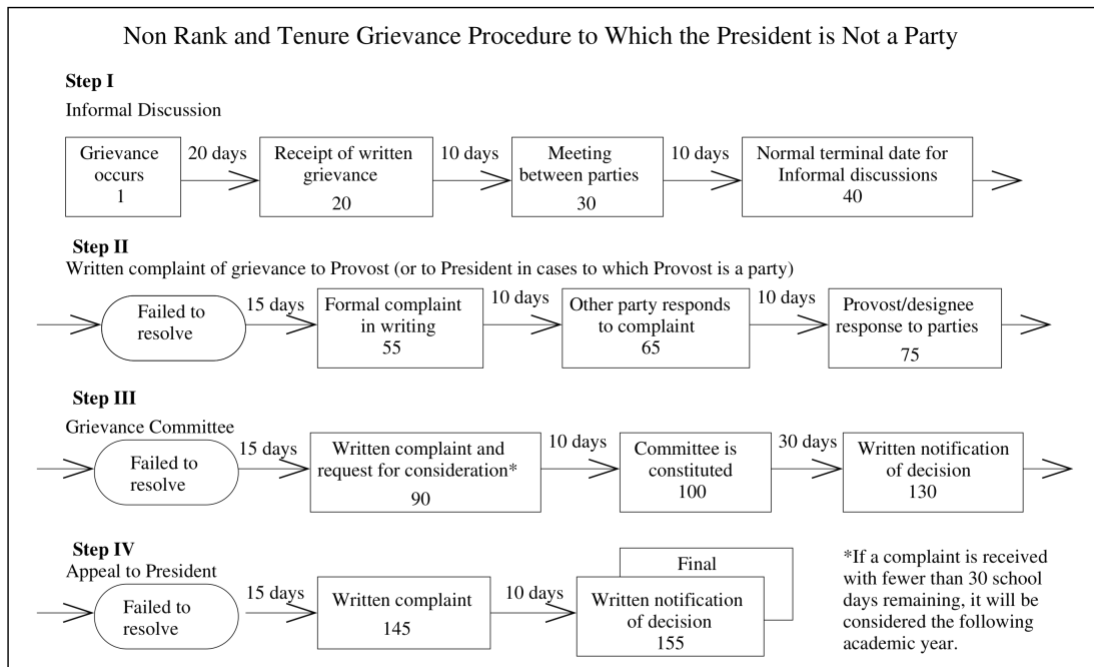 Non Rank and Tenure Grievance Procedure to Which the President is Not a Party
Step I
Informal Discussion
Grievance
occurs
1
20 days
Receipt of written
grievance
20
10 days
Meeting
between parties
30
10 days
Normal terminal date for
Informal discussions
40
Step II
Written complaint of grievance to Provost (or to President in cases to which Provost is a party)
Failed to
resolve
15 days
Formal complaint
in writing
55
10 days
Other party responds
to complaint
65
10 days
Provost/designee
response to parties
75
Step III
Grievance Committee
Failed to
resolve
15 days
Written complaint and
request for consideration*
90
10 days
Committee is
constituted
100
30 days
Written notification
of decision
130
Step IV
Appeal to President
Failed to
resolve
15 days
Written complaint
145
10 days
Final
Written notification
of decision
155
*If a complaint is received
with fewer than 30 school
days remaining, it will be
considered the following
academic year.